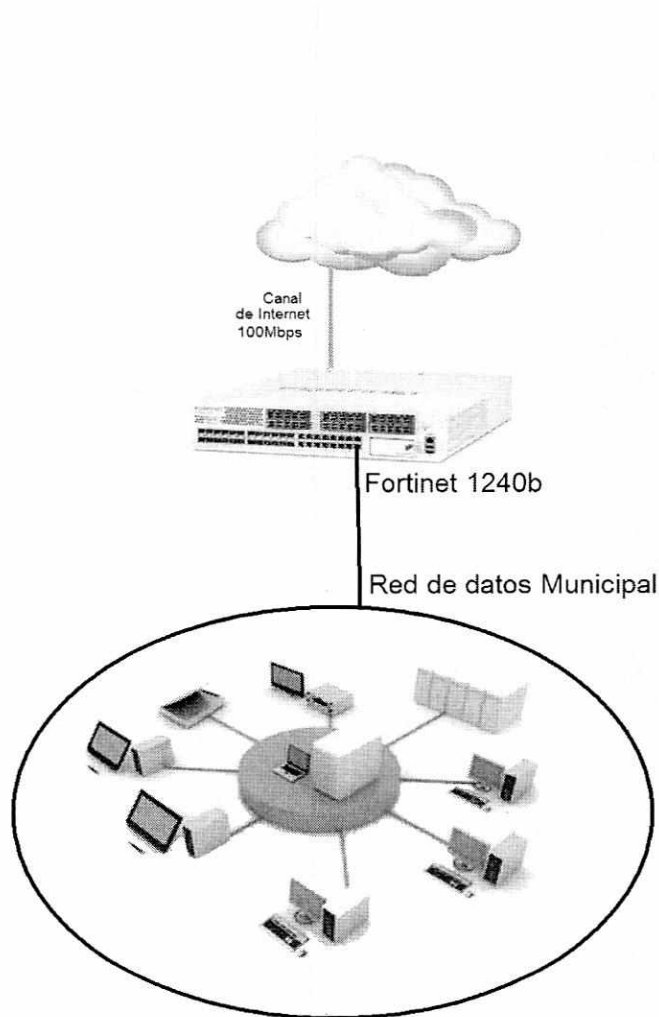 Canal
de Internet
100Mbps
Fortinet 1240b
Red de datos Municipal